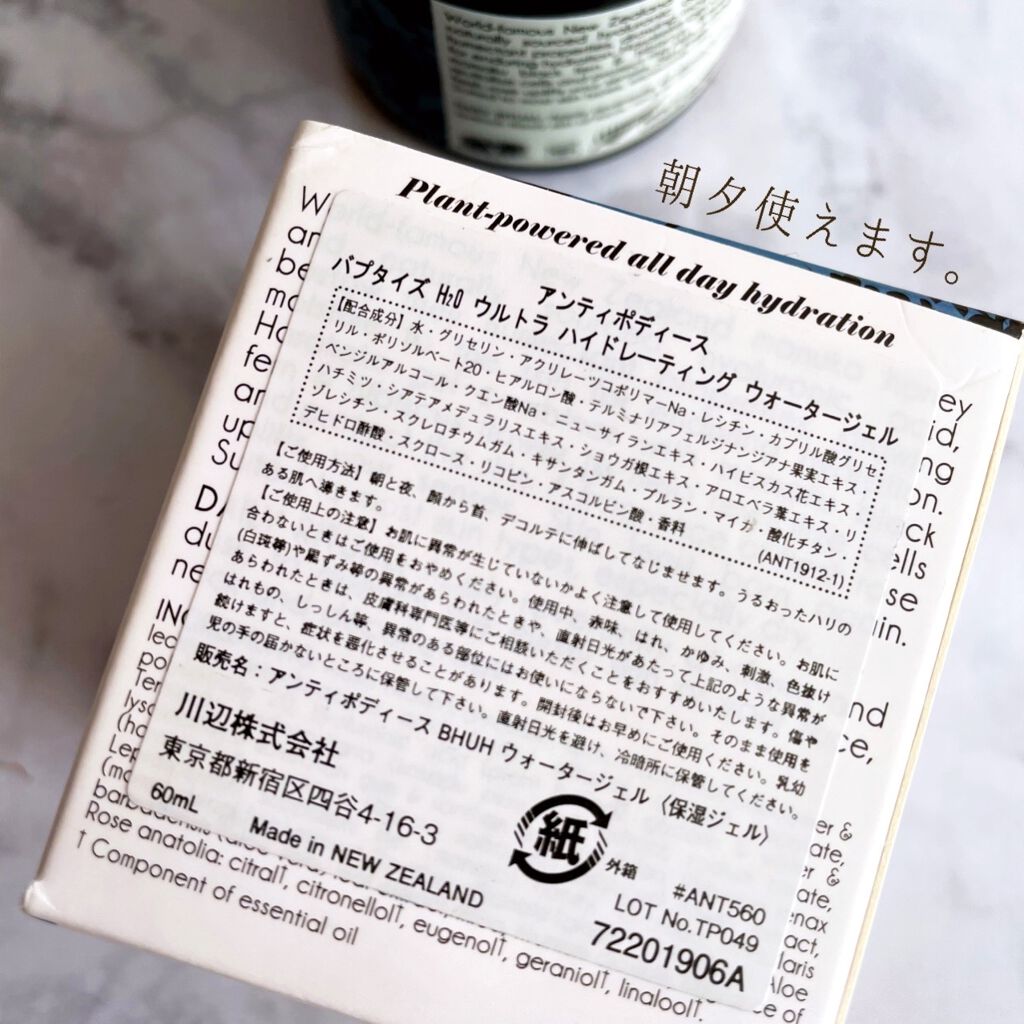 World-famous New Zealand
naturally sourced
朝夕使えます。
Plant-powered all day hydration
アンティポディース
バプタイズ H2O ウルトラ ハイドレーティング ウォータージェル
【配合成分】水・グリセリン・アクリレーツコポリマーNa・レシチン・カプリル酸グリセ
リル・ポリソルベート20・ヒアルロン酸・テルミナリアフェルジナンジアナ果実エキス・
ベンジルアルコール・クエン酸Na・ニューサイランエキス・ハイビスカス花エキス・
ハチミツ・シアテアメデュラリスエキス・ショウガ根エキス・アロエベラ葉エキス・リ
ゾレシチン・スクレロチウムガム・キサンタンガム・プルラン・マイカ・酸化チタン・
デヒドロ酢酸・スクロース・リコピン・アスコルビン酸・香料
(ANT1912-1)
【ご使用方法】朝と夜、顔から首、デコルテに伸ばしてなじませます。うるおったハリの
ある肌へ導きます。
【ご使用上の注意】お肌に異常が生じていないかよく注意して使用してください。お肌に
合わないときはご使用をおやめください。使用中、赤味、はれ、かゆみ、刺激、色抜け
(白斑等)や黒ずみ等の異常があらわれたときや、直射日光があたって上記のような異常が
あらわれたときは、皮膚科専門医等にご相談いただくことをおすすめいたします。傷や
はれもの、しっしん等、異常のある部位にはお使いにならないで下さい。そのまま使用を
続けますと、症状を悪化させることがあります。開封後はお早めにご使用ください。乳幼
児の手の届かないところに保管して下さい。直射日光を避け、冷暗所に保管してください。
販売名：アンティポディース BHUH ウォータージェル〈保湿ジェル〉
川辺株式会社
東京都新宿区四谷4-16-3
60mL
Made in NEW ZEALAND
紙
外箱
#ANT560
LOT No.TP049
72201906A
Rose anatolia: citral†, citronellol†, eugenol†, geraniol†, linalool†.
† Component of essential oil